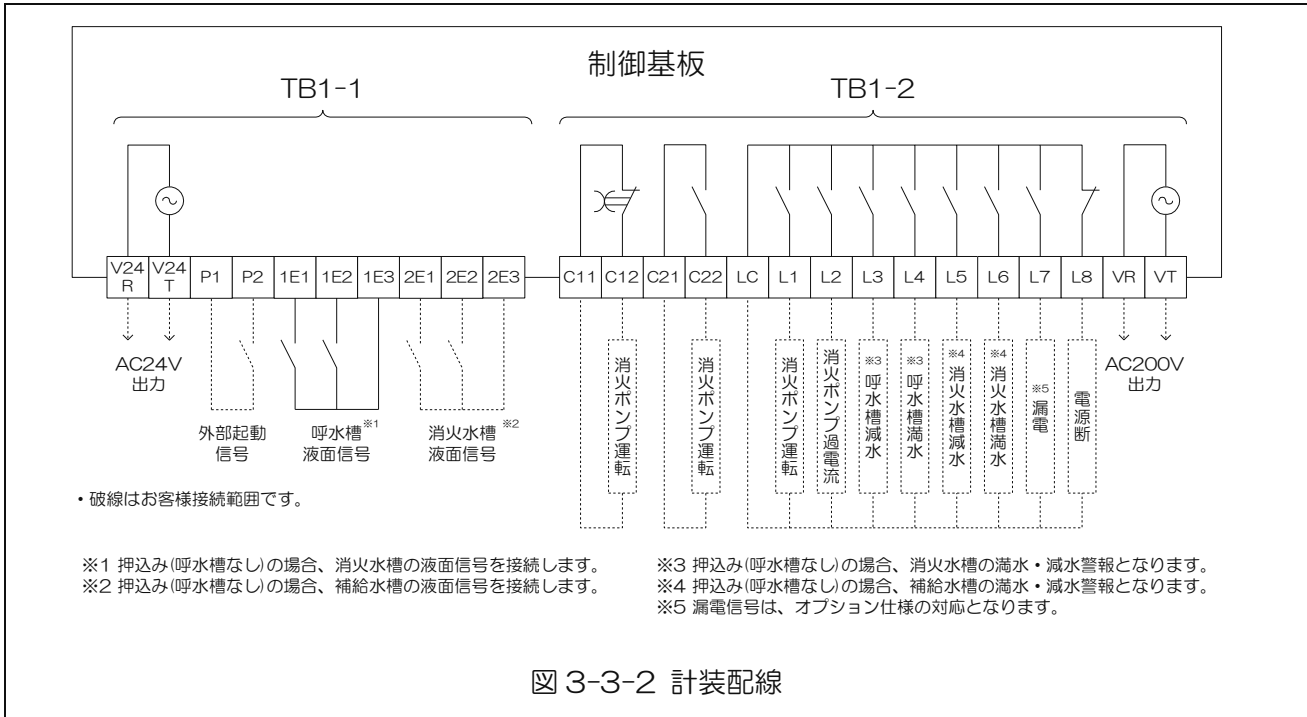 制御基板
TB1-1
TB1-2
V24 R
V24 T
P1
P2
1E1
1E2
1E3
2E1
2E2
2E3
C11
C12
C21
C22
LC
L1
L2
L3
L4
L5
L6
L7
L8
VR
VT
AC24V
出力
外部起動
信号
呼水槽※1
液面信号
消火水槽※2
液面信号
消火ポンプ運転
消火ポンプ運転
消火ポンプ運転
消火ポンプ過電流
※3 呼水槽減水
※3 呼水槽満水
※4 消火水槽減水
※4 消火水槽満水
※5 漏電
電源断
AC200V
出力
・破線はお客様接続範囲です。
※1 押込み(呼水槽なし)の場合、消火水槽の液面信号を接続します。
※2 押込み(呼水槽なし)の場合、補給水槽の液面信号を接続します。
※3 押込み(呼水槽なし)の場合、消火水槽の満水・減水警報となります。
※4 押込み(呼水槽なし)の場合、補給水槽の満水・減水警報となります。
※5 漏電信号は、オプション仕様の対応となります。
図 3-3-2 計装配線